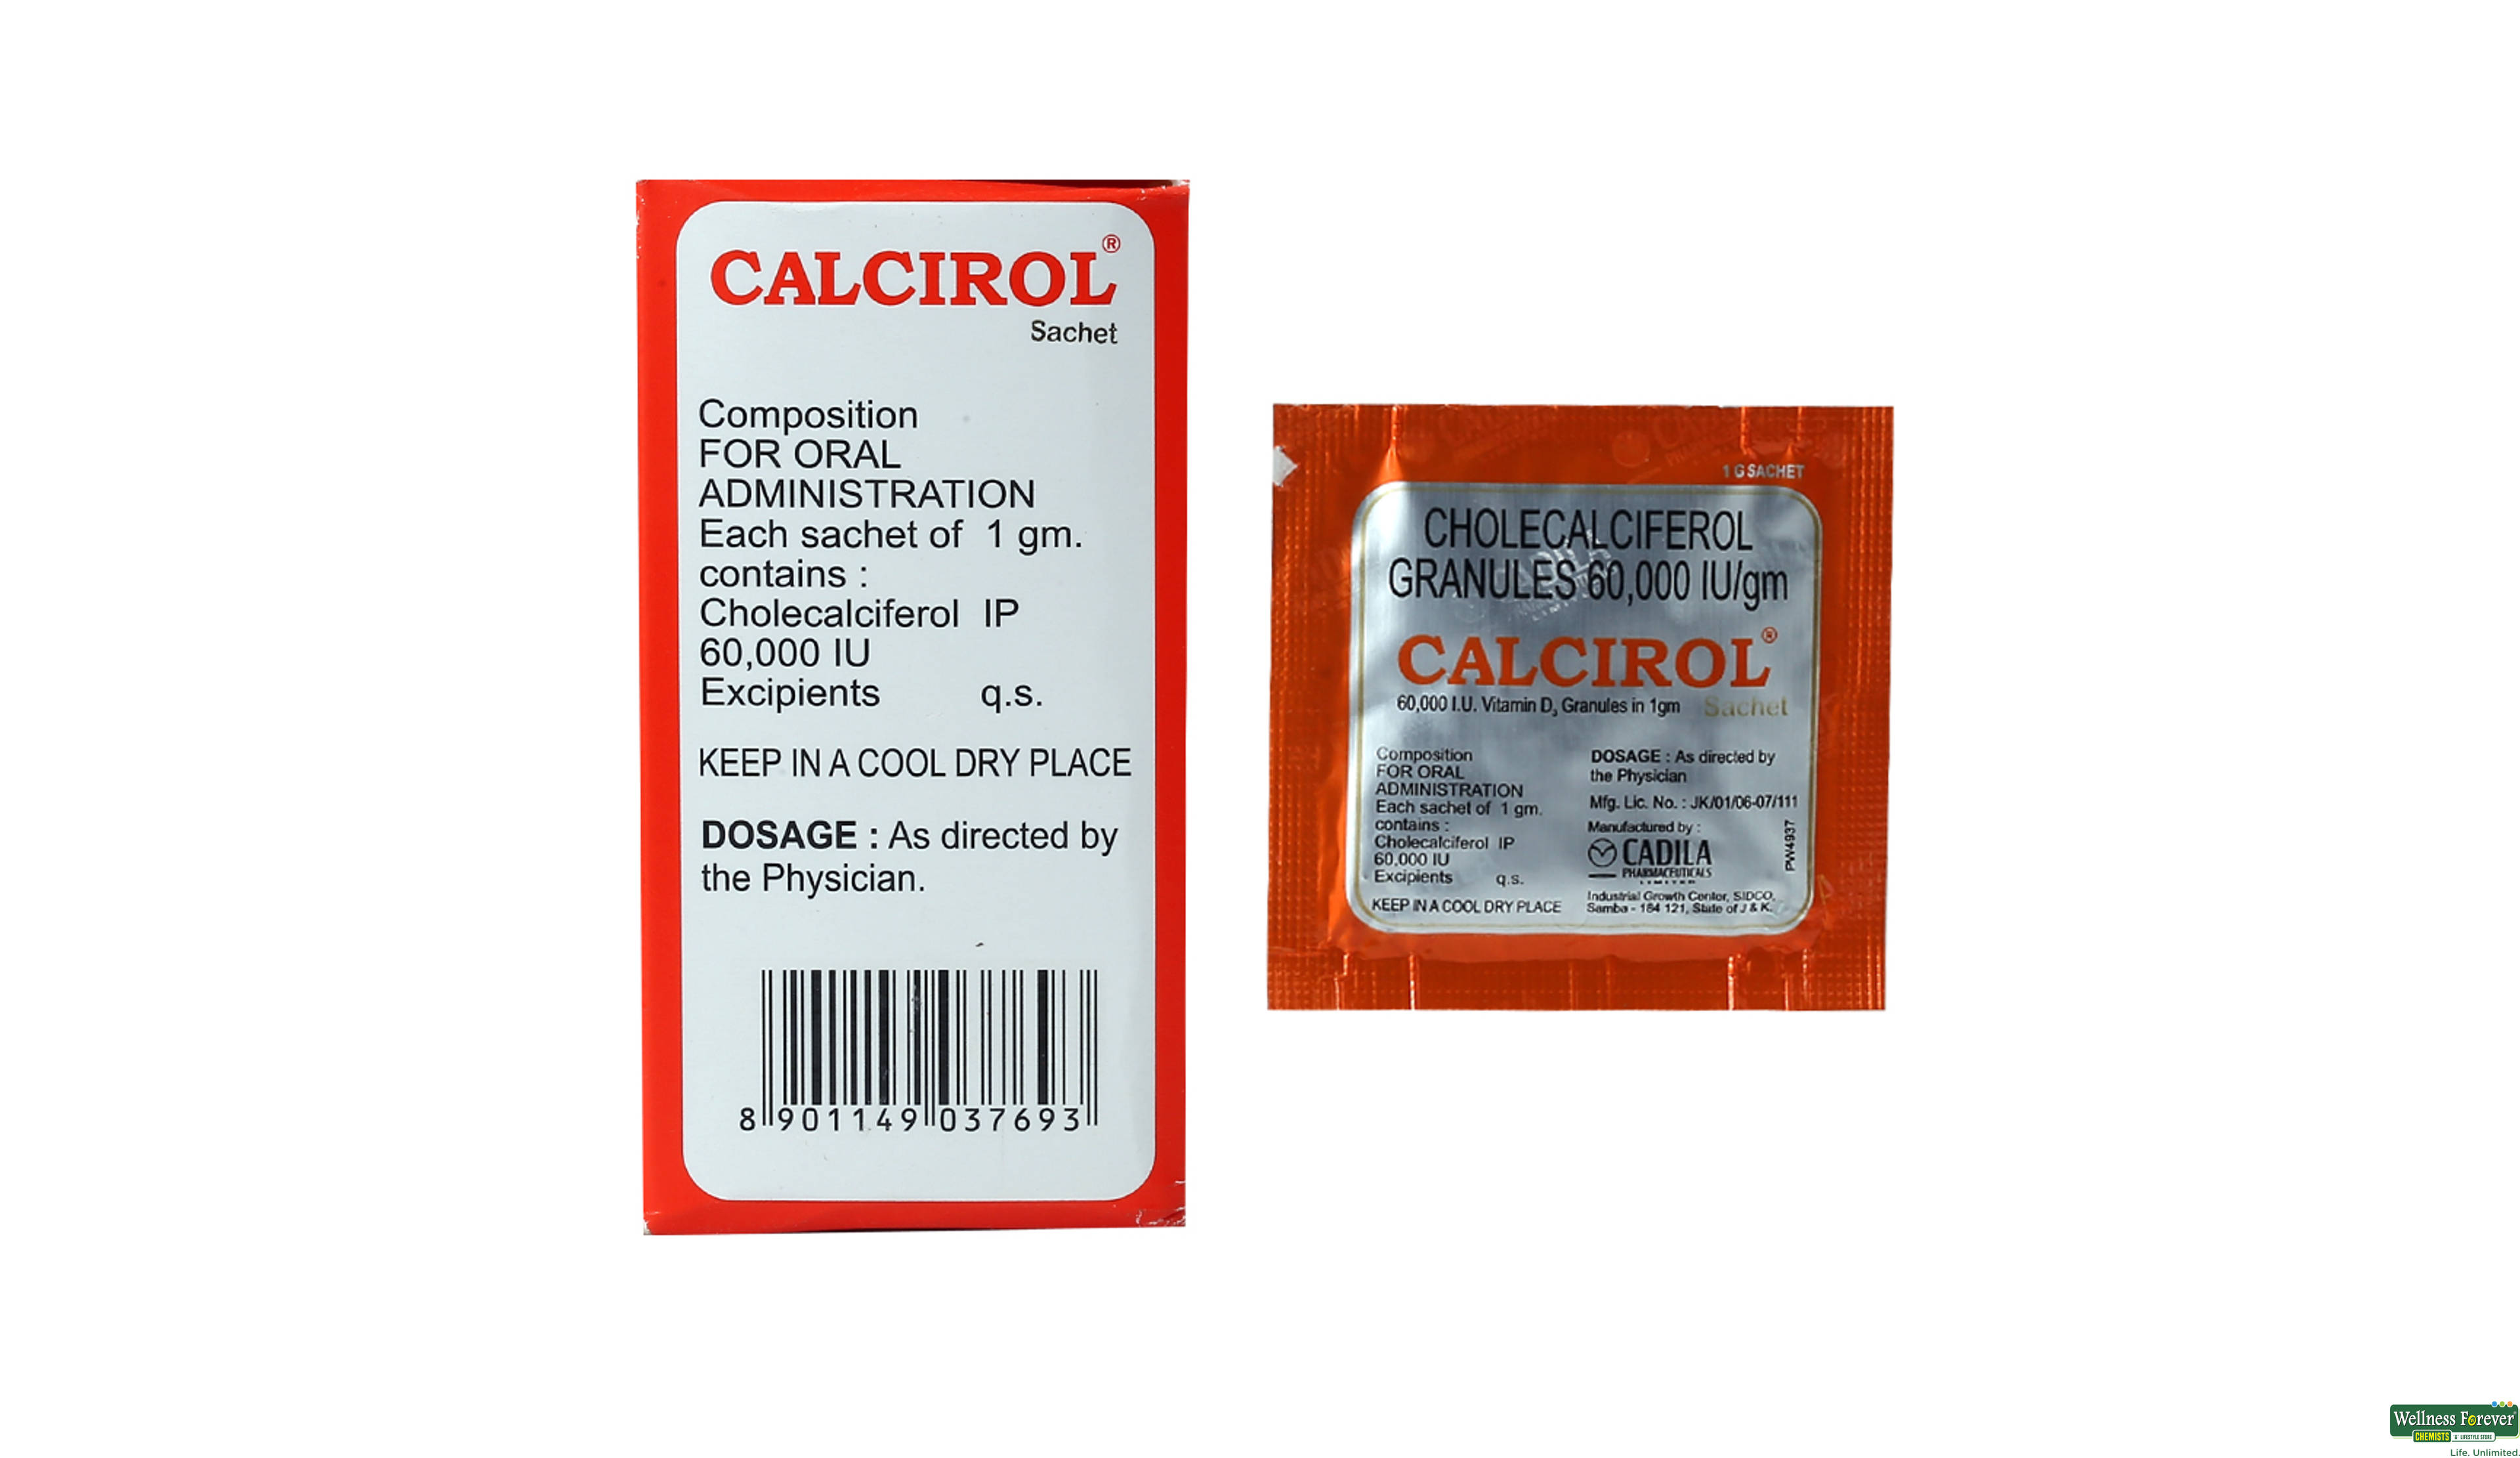 CALCIROL®
Sachet
Composition
FOR ORAL
ADMINISTRATION
Each sachet of 1 gm.
contains :
Cholecalciferol IP
60,000 IU
Excipients q.s.
KEEP IN A COOL DRY PLACE
DOSAGE : As directed by
the Physician.
8 901149 037693
1 G SACHET
CHOLECALCIFEROL
GRANULES 60,000 IU/gm
CALCIROL®
60,000 I.U. Vitamin D3 Granules in 1gm Sachet
Composition
FOR ORAL
ADMINISTRATION
Each sachet of 1 gm.
contains :
Cholecalciferol IP
60,000 IU
Excipients q.s.
KEEP IN A COOL DRY PLACE
DOSAGE : As directed by
the Physician
Mfg. Lic. No. : JK/01/06-07/111
Manufactured by :
CADILA
PHARMACEUTICALS
LIMITED
Industrial Growth Center, SIDCO,
Samba - 184 121, State of J & K.
PW4937
Wellness Forever
CHEMISTS & LIFESTYLE STORE
Life. Unlimited.